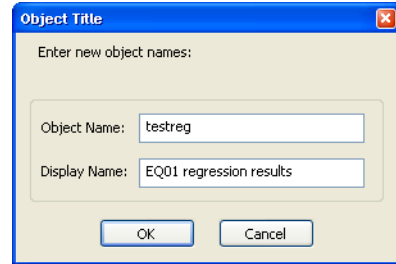 Object Title
Enter new object names:
Object Name: testreg
Display Name: EQ01 regression results
OK Cancel